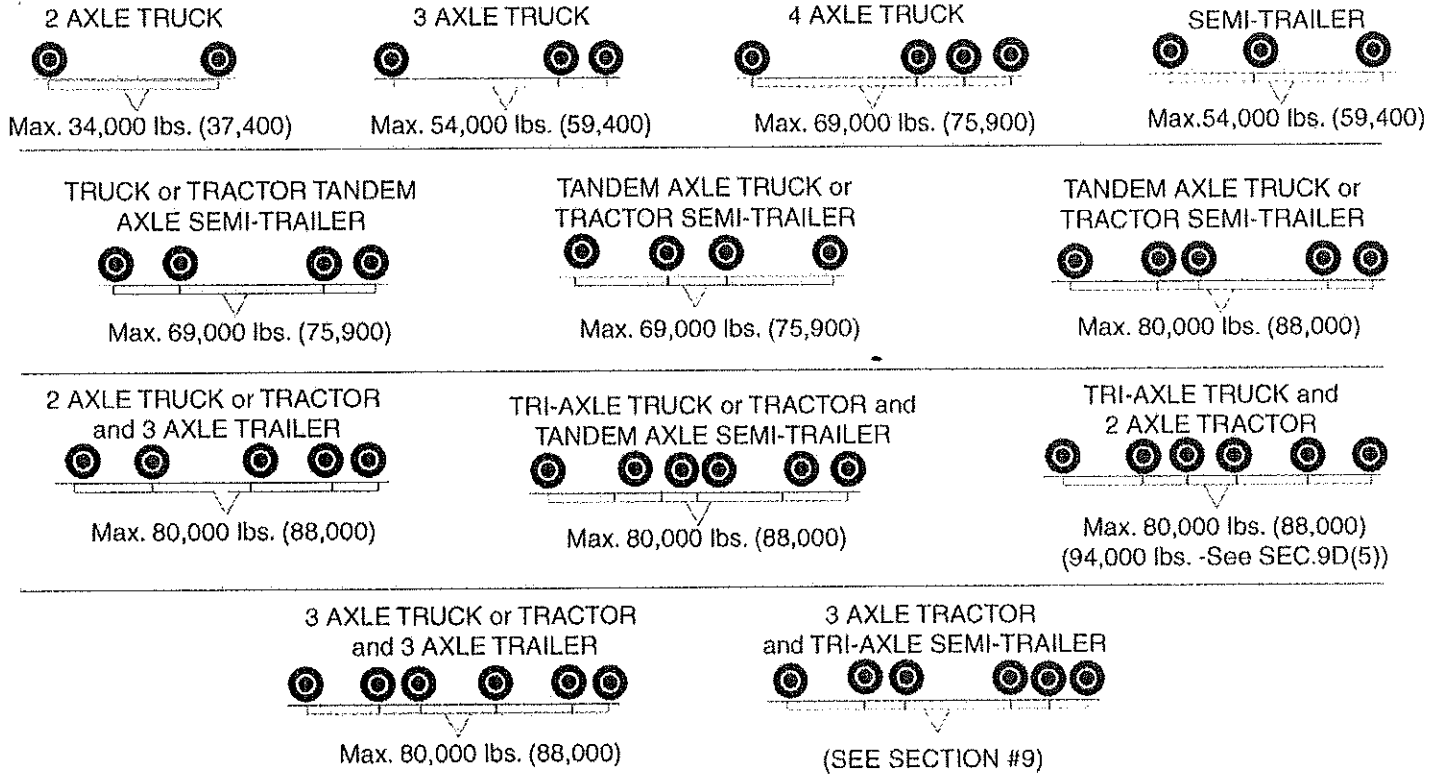 2 AXLE TRUCK
Max. 34,000 lbs. (37,400)
3 AXLE TRUCK
Max. 54,000 lbs. (59,400)
4 AXLE TRUCK
Max. 69,000 lbs. (75,900)
SEMI-TRAILER
Max.54,000 lbs. (59,400)
TRUCK or TRACTOR TANDEM
AXLE SEMI-TRAILER
Max. 69,000 lbs. (75,900)
TANDEM AXLE TRUCK or
TRACTOR SEMI-TRAILER
Max. 69,000 lbs. (75,900)
TANDEM AXLE TRUCK or
TRACTOR SEMI-TRAILER
Max. 80,000 lbs. (88,000)
2 AXLE TRUCK or TRACTOR
and 3 AXLE TRAILER
Max. 80,000 lbs. (88,000)
TRI-AXLE TRUCK or TRACTOR and
TANDEM AXLE SEMI-TRAILER
Max. 80,000 lbs. (88,000)
TRI-AXLE TRUCK and
2 AXLE TRACTOR
Max. 80,000 lbs. (88,000)
(94,000 lbs. -See SEC.9D(5))
3 AXLE TRUCK or TRACTOR
and 3 AXLE TRAILER
Max. 80,000 lbs. (88,000)
3 AXLE TRACTOR
and TRI-AXLE SEMI-TRAILER
(SEE SECTION #9)